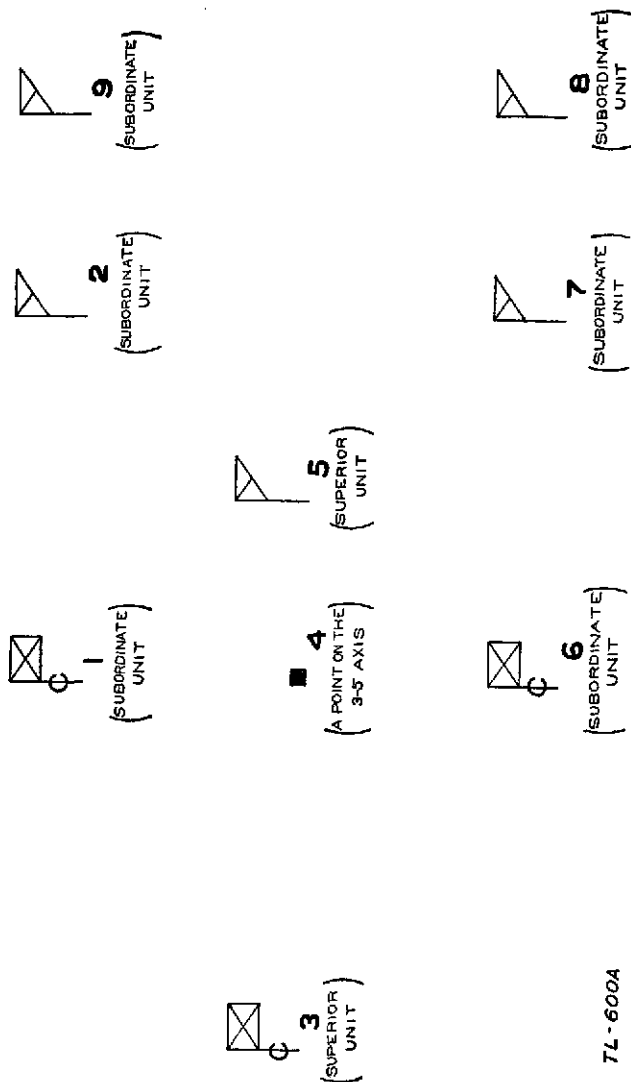 9
(SUBORDINATE UNIT)
8
(SUBORDINATE UNIT)
2
(SUBORDINATE UNIT)
7
(SUBORDINATE UNIT)
5
(SUPERIOR UNIT)
1
(SUBORDINATE UNIT)
4
(A POINT ON THE
3-5 AXIS)
6
(SUBORDINATE UNIT)
3
(SUPERIOR UNIT)
TL-600A